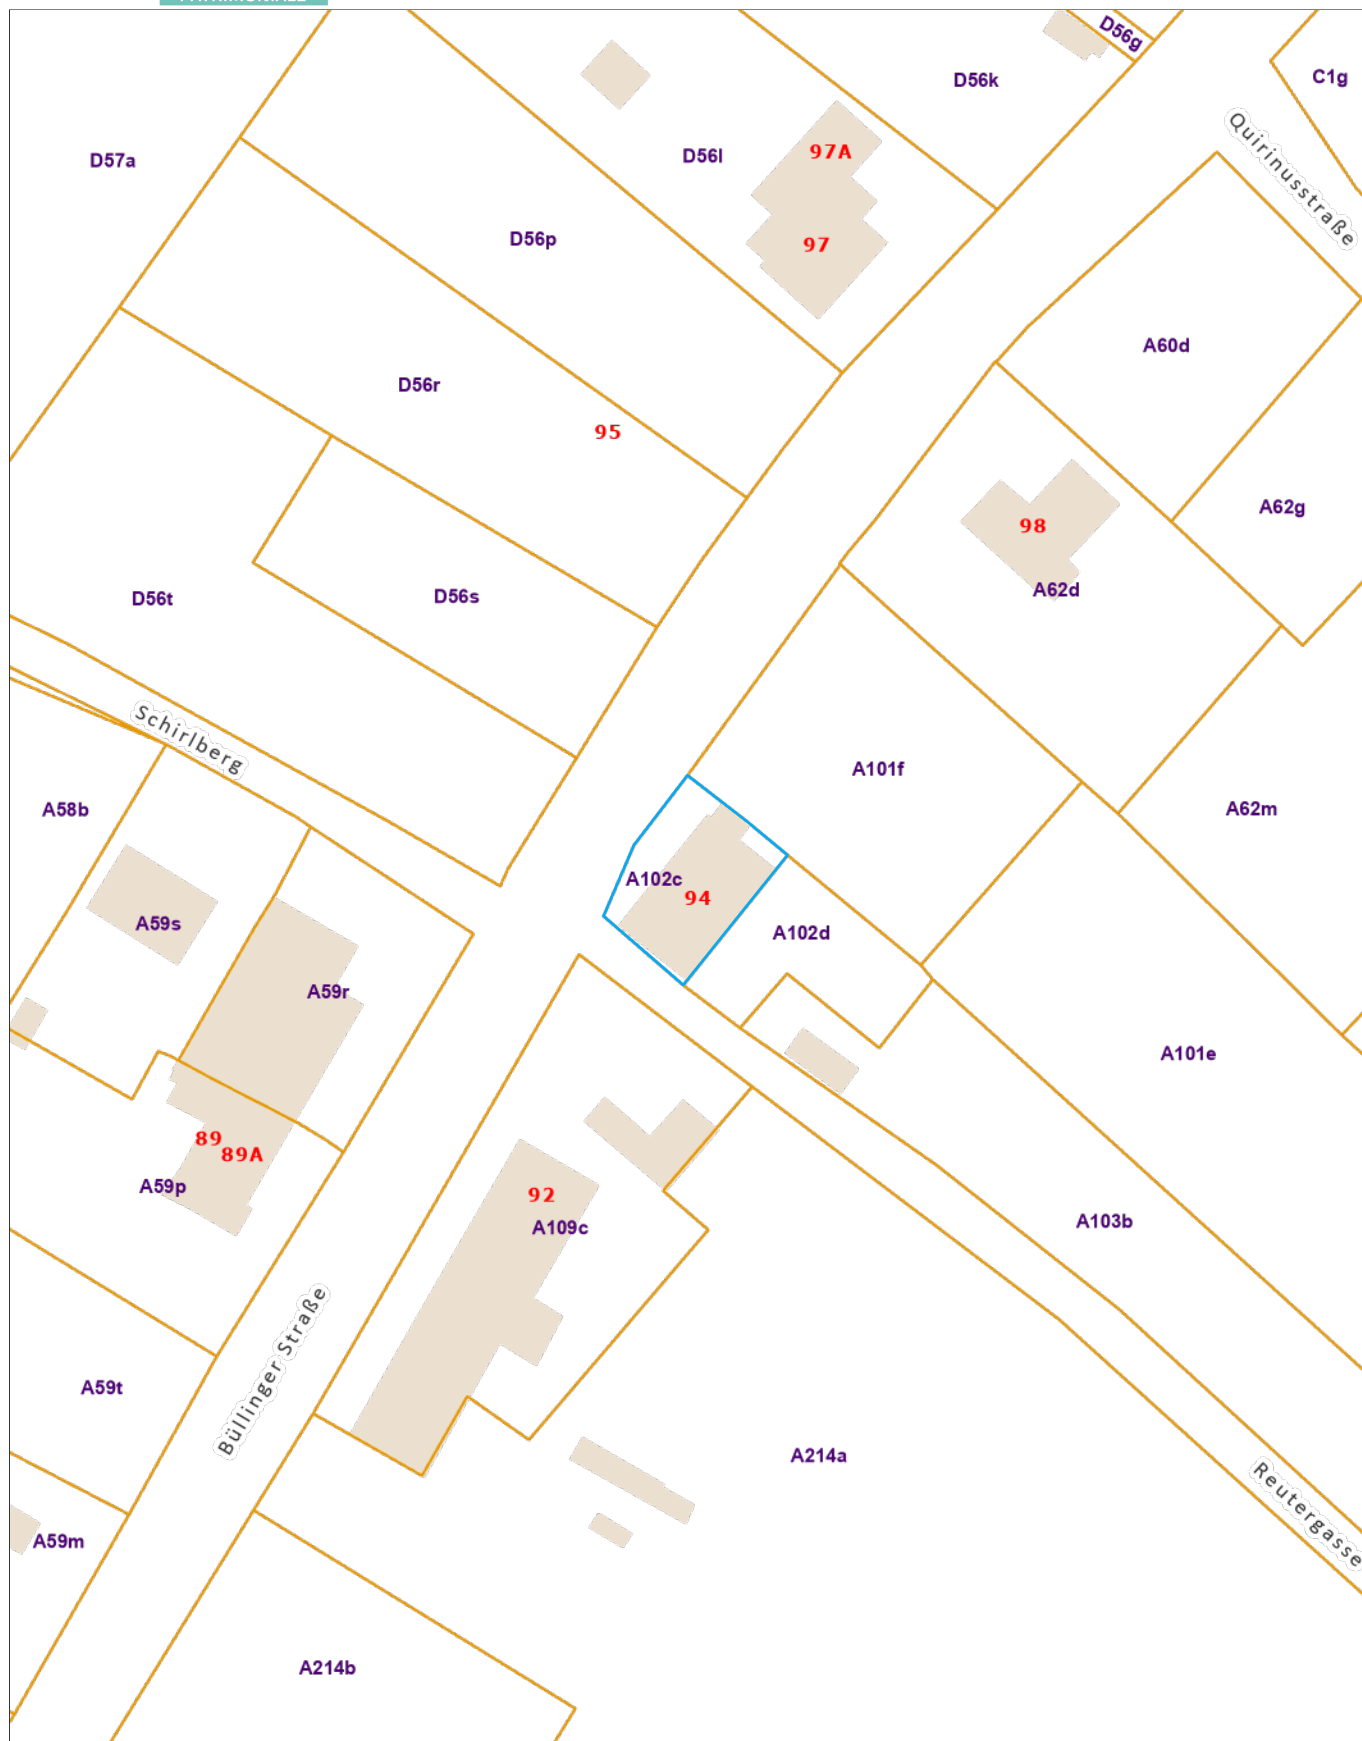 D56g
C1g
D56k
Quirinusstraße
97A
D56l
D57a
D56p
97
A60d
D56r
95
A62g
98
A62d
D56s
D56t
Schirlberg
A101f
A58b
A62m
A102c
94
A59s
A102d
A59r
A101e
89
89A
A59p
92
A109c
A103b
Büllinger Straße
A59t
A214a
Reutergasse
A59m
A214b